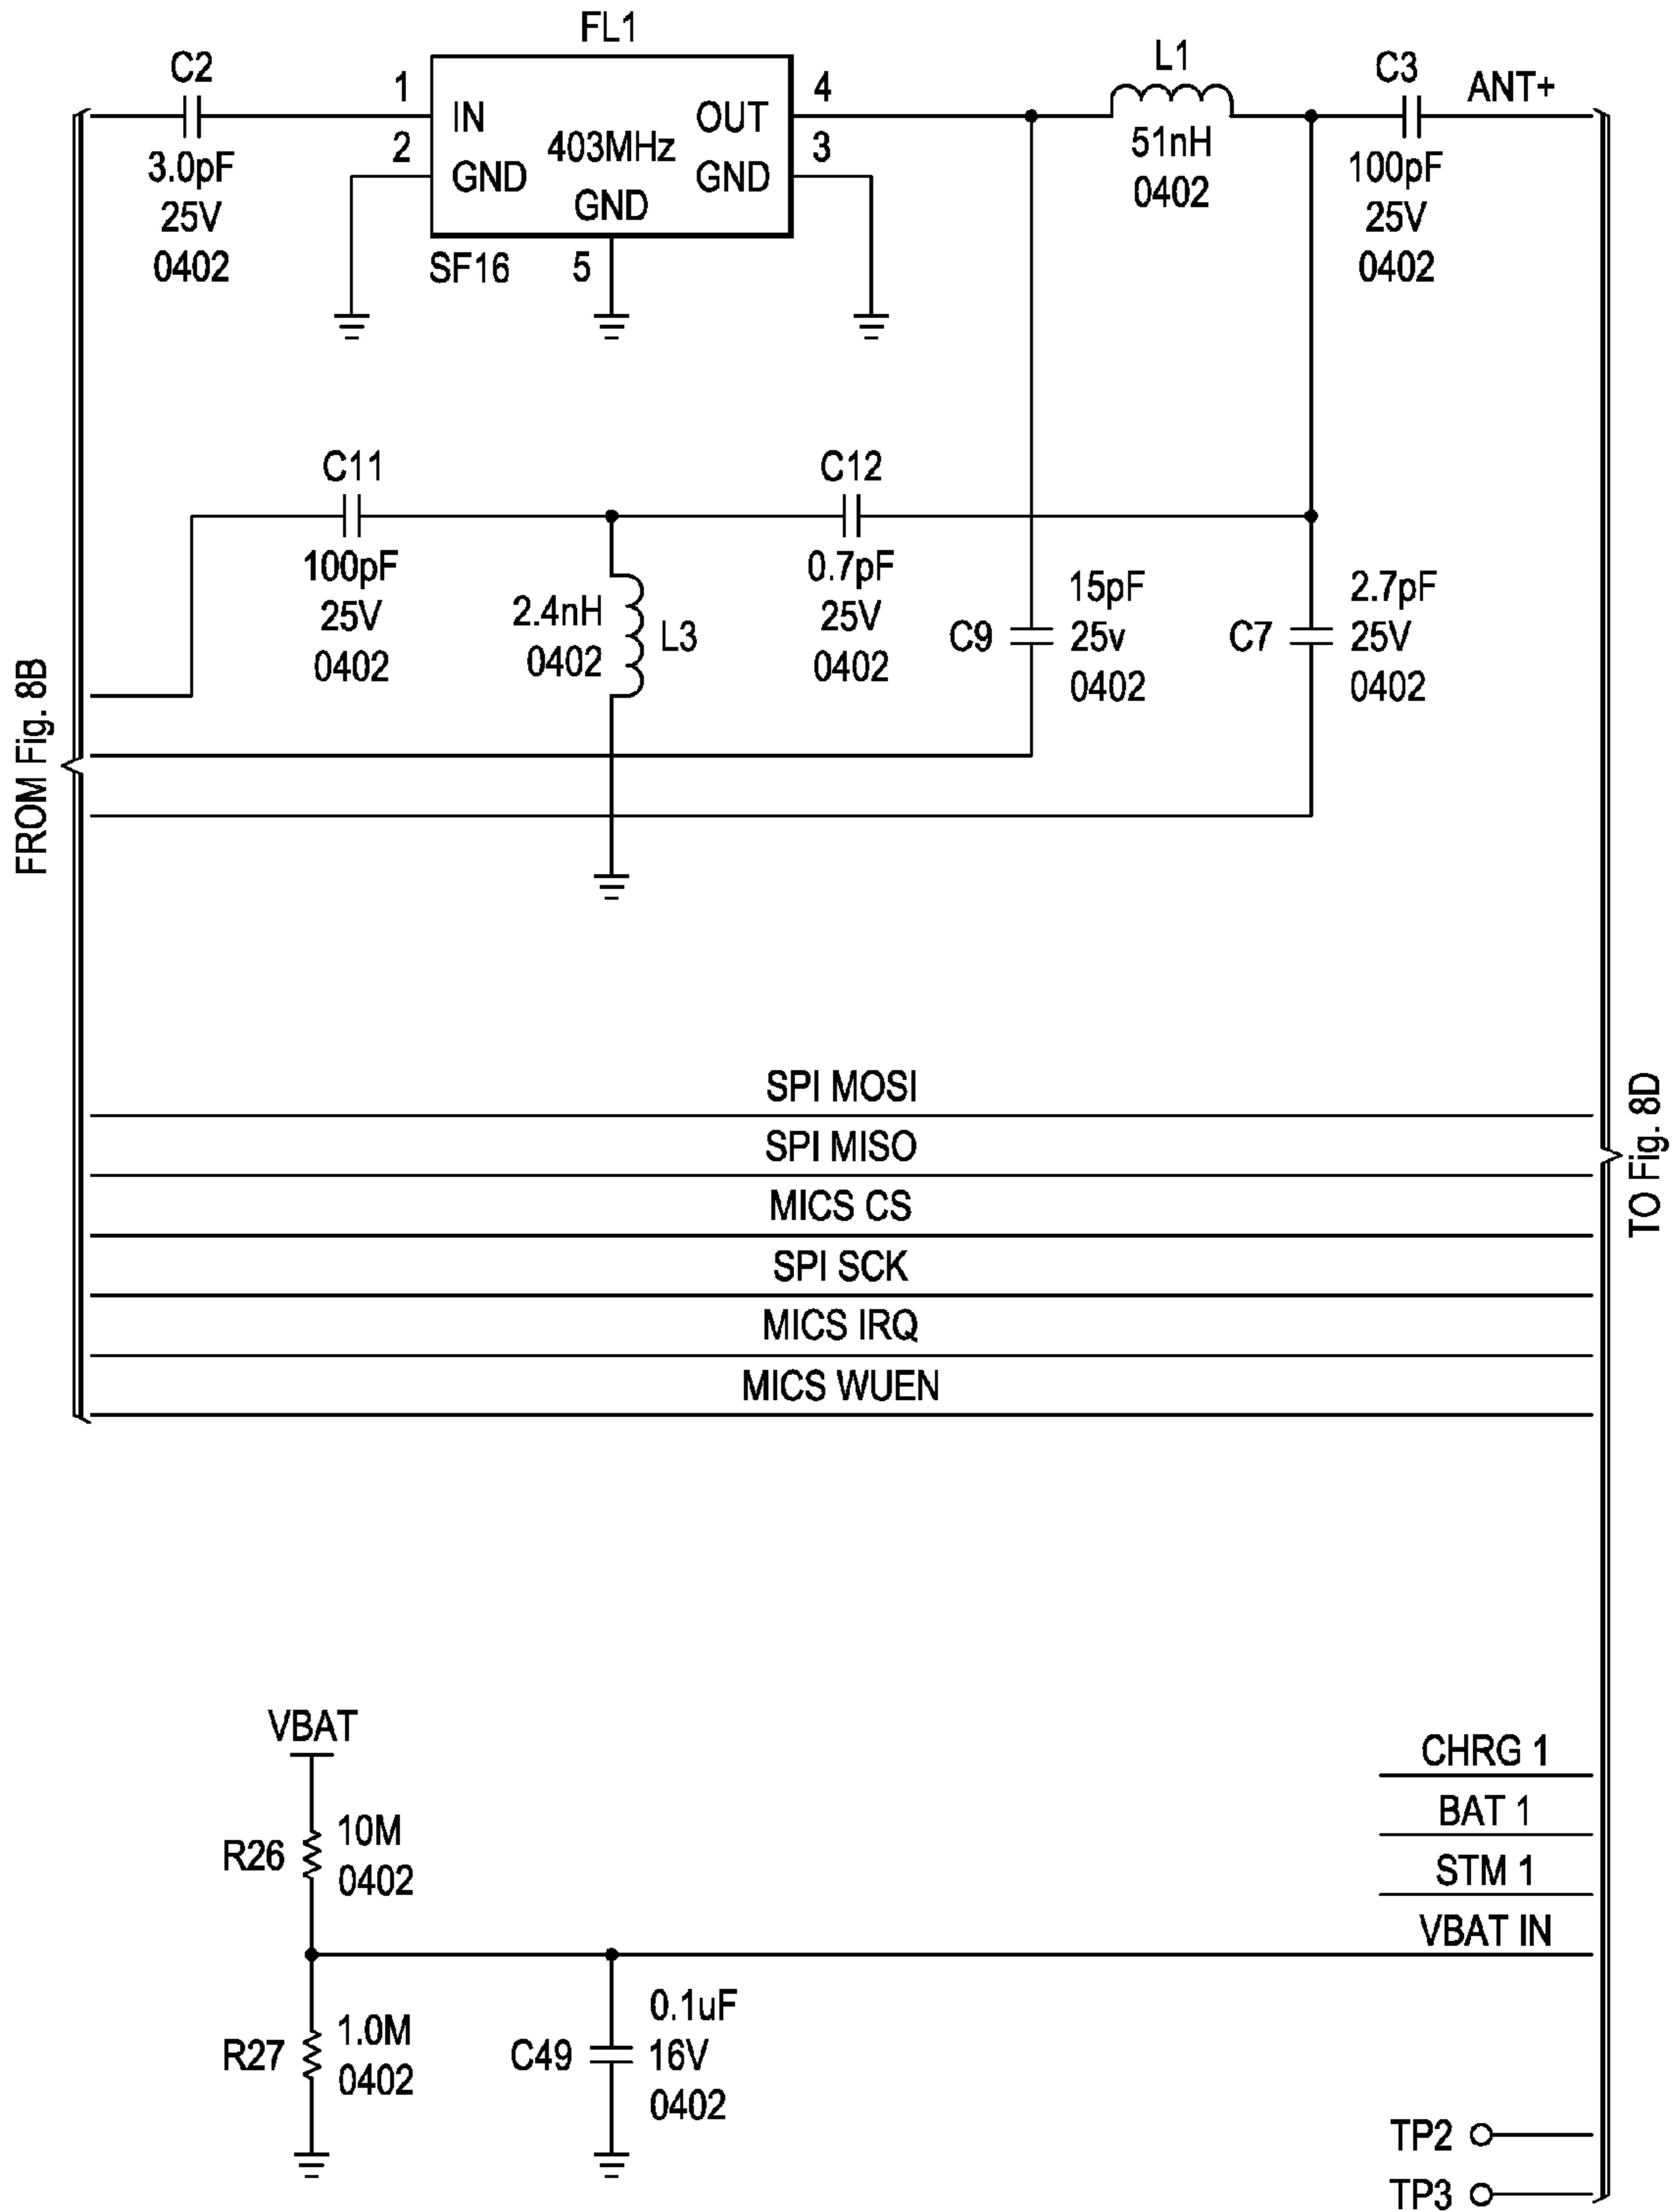 FL1
C2
L1
C3
ANT+
1
4
IN
OUT
403MHz
2
3
GND
GND
GND
3.0pF
25V
0402
51nH
0402
100pF
25V
0402
SF16
5
C11
C12
100pF
25V
0402
2.4nH
0402
L3
0.7pF
25V
0402
C9
15pF
25v
0402
C7
2.7pF
25V
0402
FROM Fig. 8B
SPI MOSI
SPI MISO
MICS CS
SPI SCK
MICS IRQ
MICS WUEN
TO Fig. 8D
VBAT
R26
10M
0402
CHRG 1
BAT 1
STM 1
VBAT IN
R27
1.0M
0402
C49
0.1uF
16V
0402
TP2
TP3